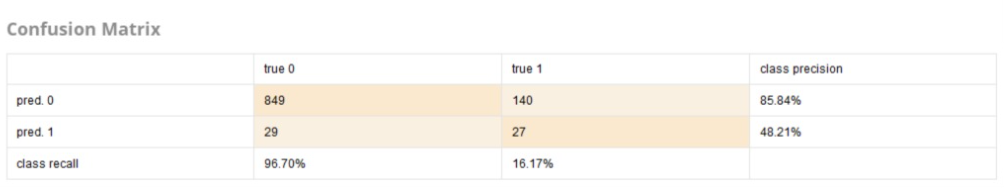 Confusion Matrix
true 0 true 1 class precision
pred. 0 849 140 85.84%
pred. 1 29 27 48.21%
class recall 96.70% 16.17%